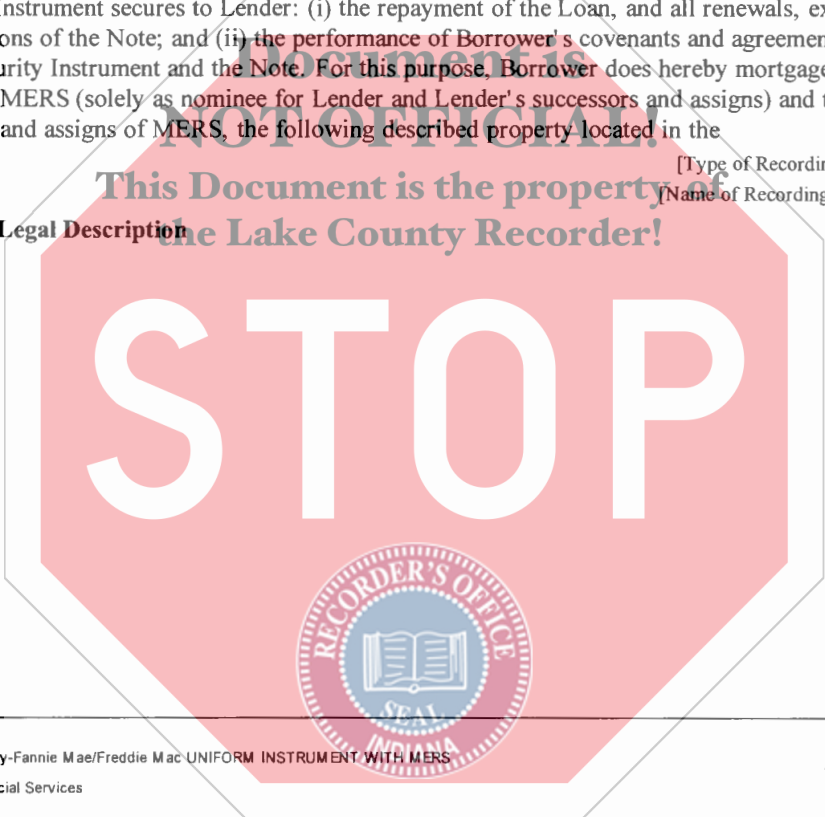 Instrument secures to Lender: (i) the repayment of the Loan, and all renewals, ex
ons of the Note; and (ii) the performance of Borrower's covenants and agreemen
urity Instrument and the Note. For this purpose, Borrower does hereby mortgage
MERS (solely as nominee for Lender and Lender's successors and assigns) and t
and assigns of MERS, the following described property located in the
[Type of Recordin
[Name of Recording
Legal Description
Document is
NOT OFFICIAL!
This Document is the property of
the Lake County Recorder!
STOP
RECORDER'S OFFICE
SEAL
INDIANA
y-Fannie Mae/Freddie Mac UNIFORM INSTRUMENT WITH MERS
cial Services